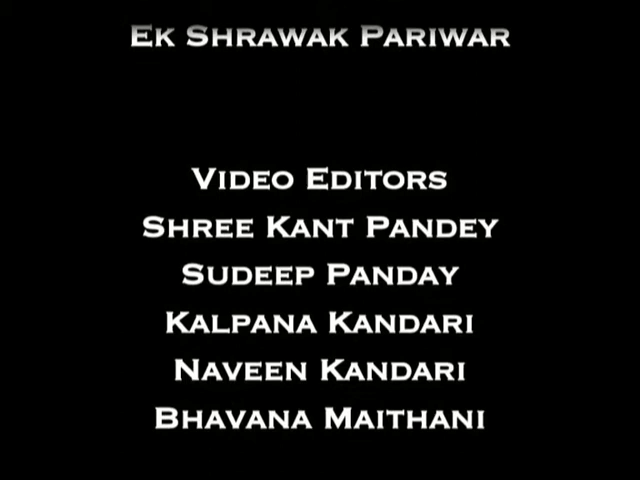 Ek Shrawak Pariwar
Video Editors
Shree Kant Pandey
Sudeep Panday
Kalpana Kandari
Naveen Kandari
Bhavana Maithani